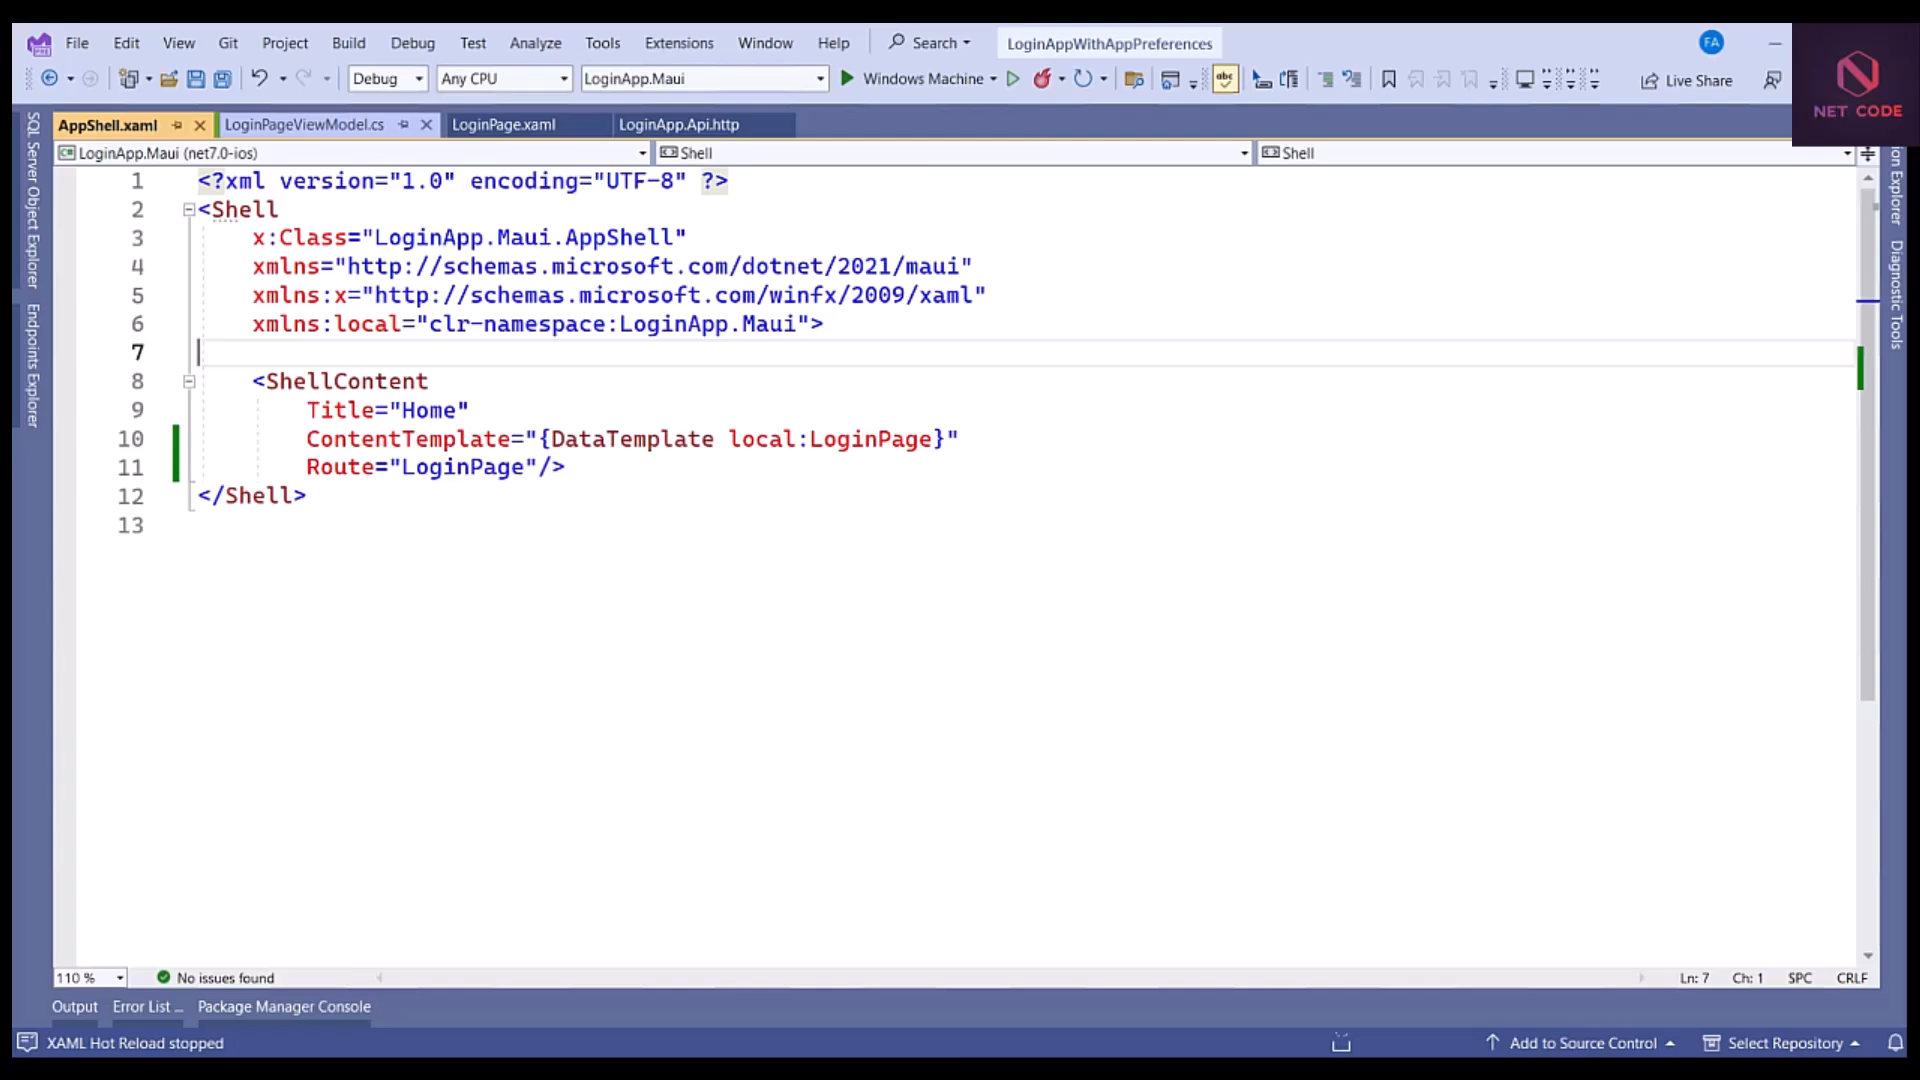 File Edit View Git Project Build Debug Test Analyze Tools Extensions Window Help Search LoginAppWithAppPreferences FA
Debug Any CPU LoginApp.Maui Windows Machine abc Live Share
NET CODE
AppShell.xaml LoginPageViewModel.cs LoginPage.xaml LoginApp.Api.http
LoginApp.Maui (net7.0-ios) Shell Shell
SQL Server Object Explorer
Endpoints Explorer
1 <?xml version="1.0" encoding="UTF-8" ?>
2 <Shell
3 x:Class="LoginApp.Maui.AppShell"
4 xmlns="http://schemas.microsoft.com/dotnet/2021/maui"
5 xmlns:x="http://schemas.microsoft.com/winfx/2009/xaml"
6 xmlns:local="clr-namespace:LoginApp.Maui">
7
8 <ShellContent
9 Title="Home"
10 ContentTemplate="{DataTemplate local:LoginPage}"
11 Route="LoginPage"/>
12 </Shell>
13
ion Explorer
Diagnostic Tools
110 % No issues found Ln: 7 Ch: 1 SPC CRLF
Output Error List ... Package Manager Console
XAML Hot Reload stopped Add to Source Control Select Repository